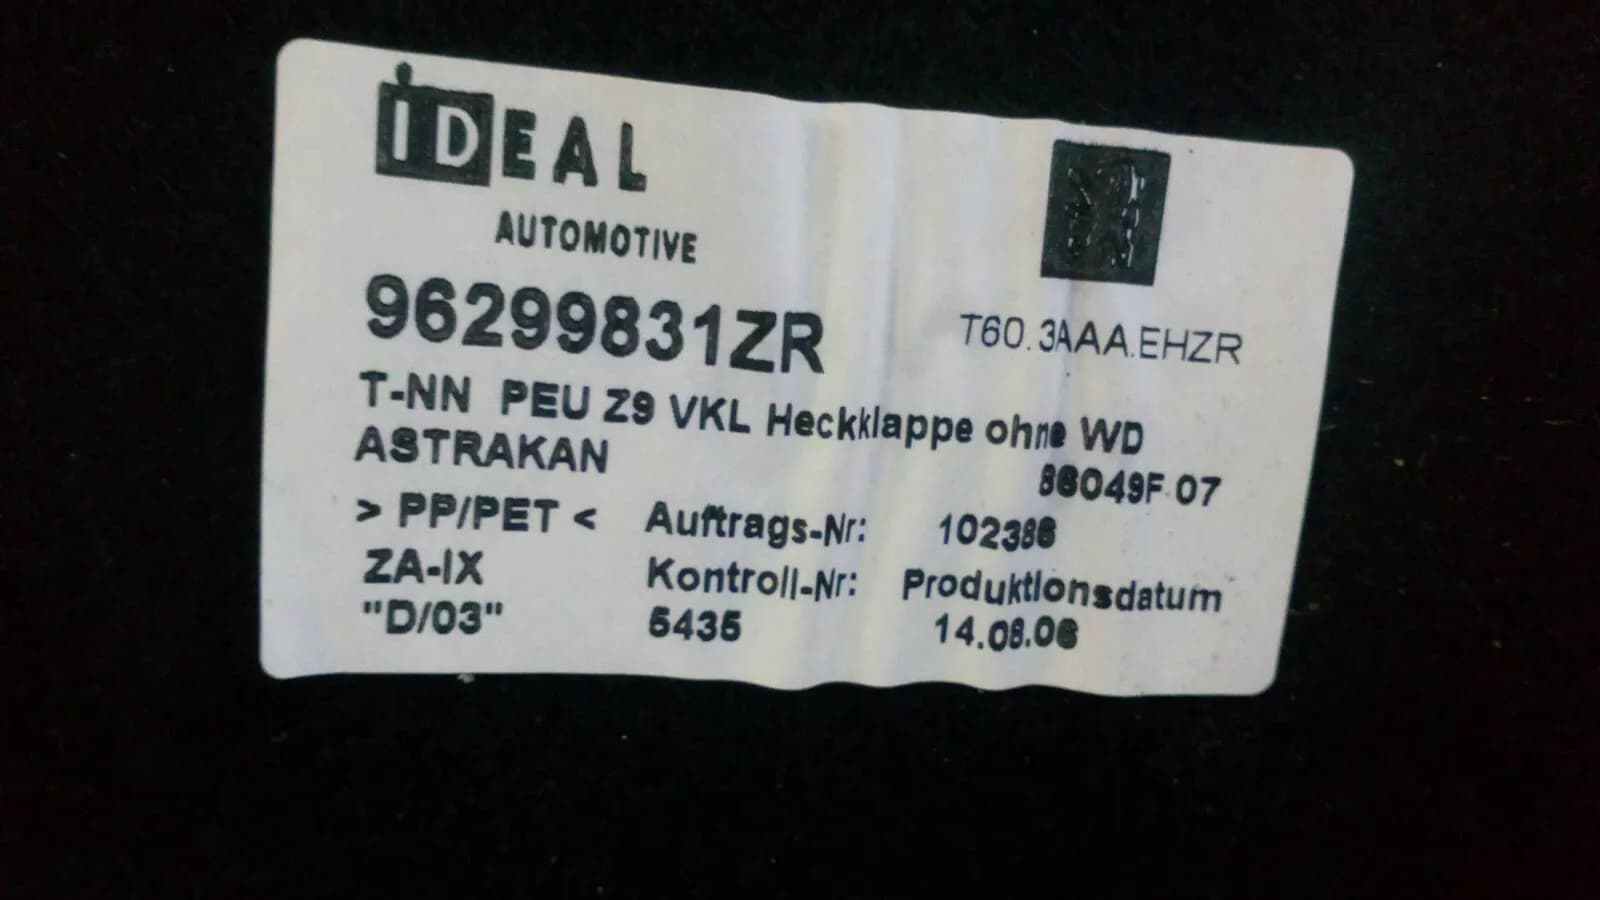 iDEAL
AUTOMOTIVE
96299831ZR
T60.3AAA.EHZR
T-NN PEU Z9 VKL Heckklappe ohne WD
ASTRAKAN
86049F 07
> PP/PET < Auftrags-Nr: 102386
ZA-IX Kontroll-Nr: Produktionsdatum
"D/03" 5435 14.08.06